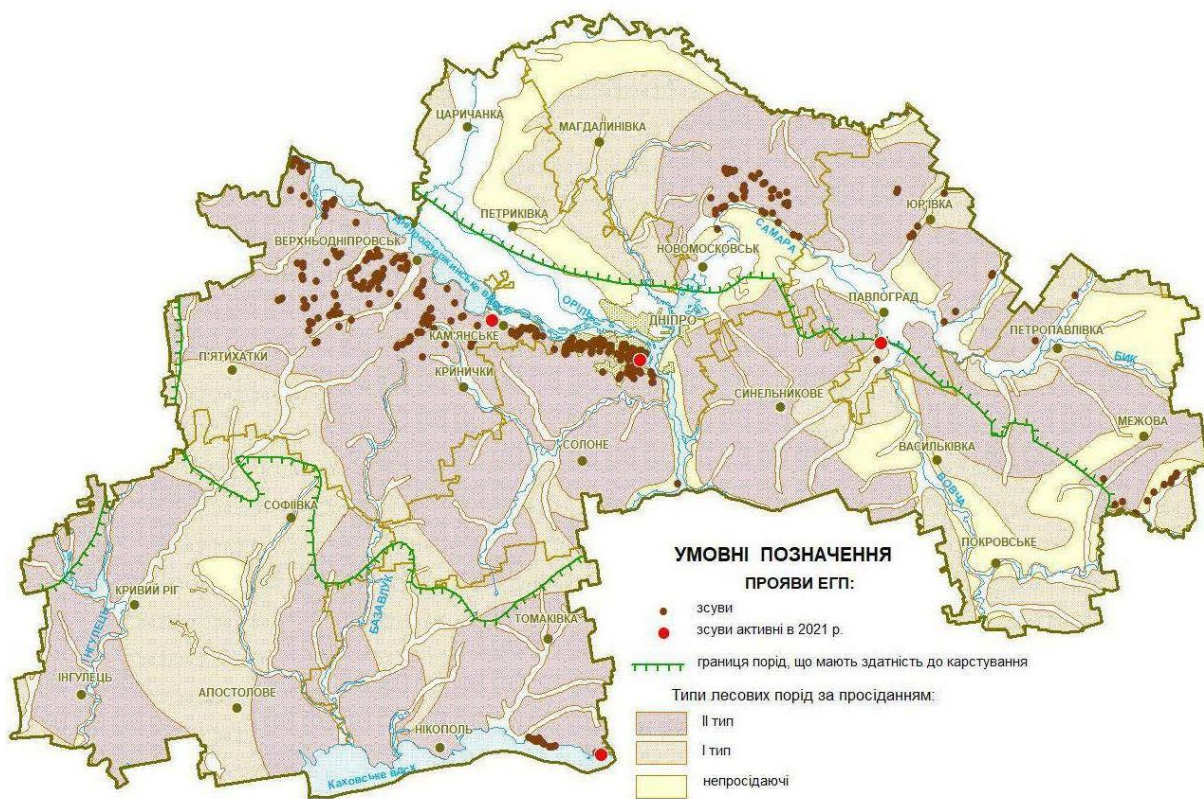 ЦАРИЧАНКА
МАГДАЛИНІВКА
ПЕТРИКІВКА
ЮР'ЇВКА
САМАРА
НОВОМОСКОВСЬК
ВЕРХНЬОДНІПРОВСЬК
Дніпродзержинське вдсх
ОРІЛЬ
ПАВЛОГРАД
ДНІПРО
КАМ'ЯНСЬКЕ
ПЕТРОПАВЛІВКА
БИК
П'ЯТИХАТКИ
КРИНИЧКИ
СИНЕЛЬНИКОВЕ
МЕЖОВА
СОЛОНЕ
ВАСИЛЬКІВКА
ВОВЧА
СОФІЇВКА
ПОКРОВСЬКЕ
КРИВИЙ РІГ
БАЗАВЛУК
ТОМАКІВКА
ІНГУЛЕЦЬ
ІНГУЛЕЦЬ
АПОСТОЛОВЕ
НІКОПОЛЬ
Каховське вдсх
УМОВНІ ПОЗНАЧЕННЯ
ПРОЯВИ ЕГП:
зсуви
зсуви активні в 2021 р.
границя порід, що мають здатність до карстування
Типи лесових порід за просіданням:
ІІ тип
І тип
непросідаючі